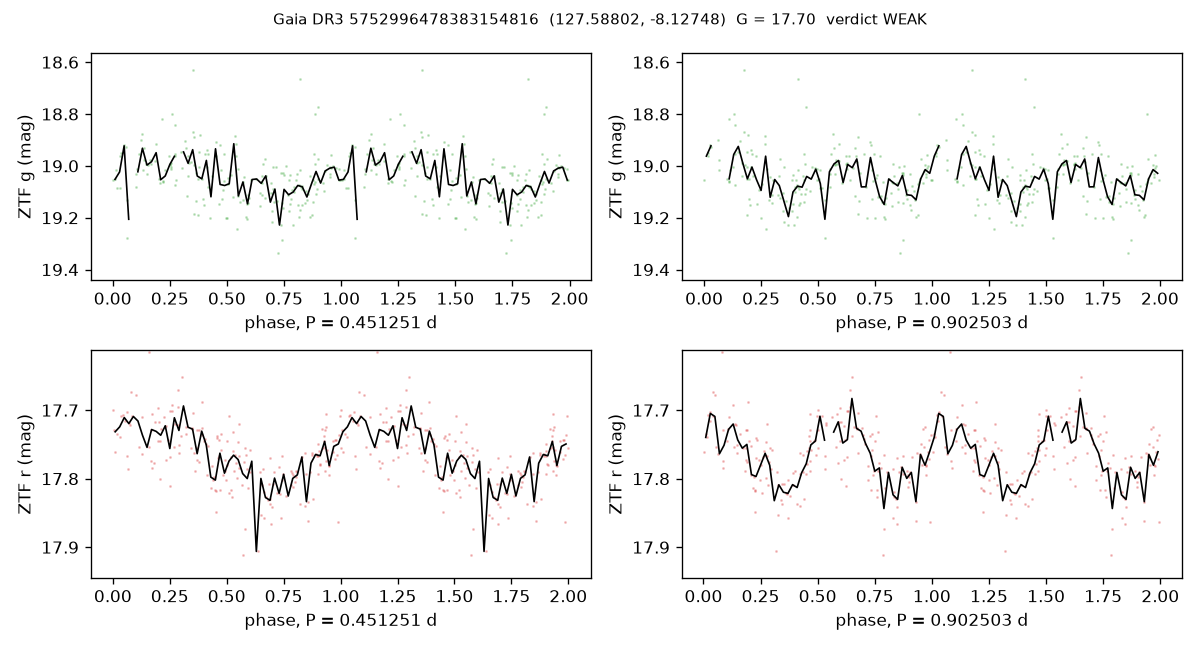 Gaia DR3 5752996478383154816 (127.58802, -8.12748) G = 17.70 verdict WEAK
18.6
18.8
19.0
19.2
19.4
ZTF g (mag)
0.00 0.25 0.50 0.75 1.00 1.25 1.50 1.75 2.00
phase, P = 0.451251 d
18.6
18.8
19.0
19.2
19.4
ZTF g (mag)
0.00 0.25 0.50 0.75 1.00 1.25 1.50 1.75 2.00
phase, P = 0.902503 d
17.7
17.8
17.9
ZTF r (mag)
0.00 0.25 0.50 0.75 1.00 1.25 1.50 1.75 2.00
phase, P = 0.451251 d
17.7
17.8
17.9
ZTF r (mag)
0.00 0.25 0.50 0.75 1.00 1.25 1.50 1.75 2.00
phase, P = 0.902503 d